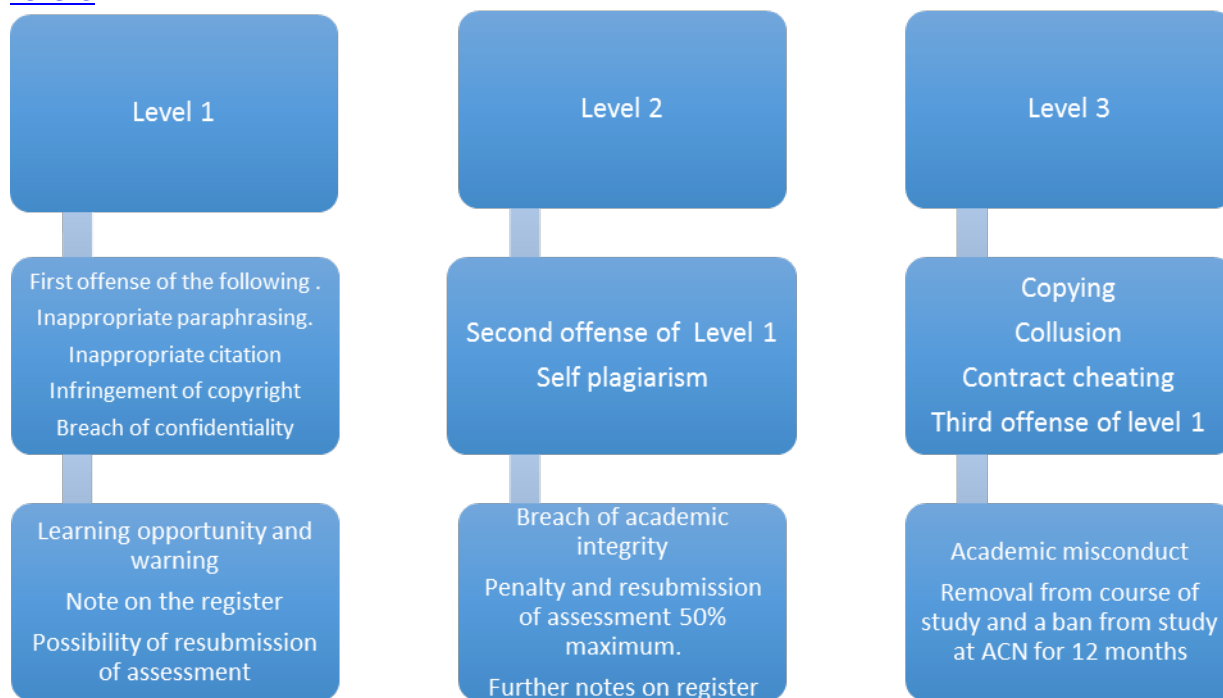 Level 1
First offense of the following .
Inappropriate paraphrasing.
Inappropriate citation
Infringement of copyright
Breach of confidentiality
Learning opportunity and
warning
Note on the register
Possibility of resubmission
of assessment
Level 2
Second offense of Level 1
Self plagiarism
Breach of academic
integrity
Penalty and resubmission
of assessment 50%
maximum.
Further notes on register
Level 3
Copying
Collusion
Contract cheating
Third offense of level 1
Academic misconduct
Removal from course of
study and a ban from study
at ACN for 12 months